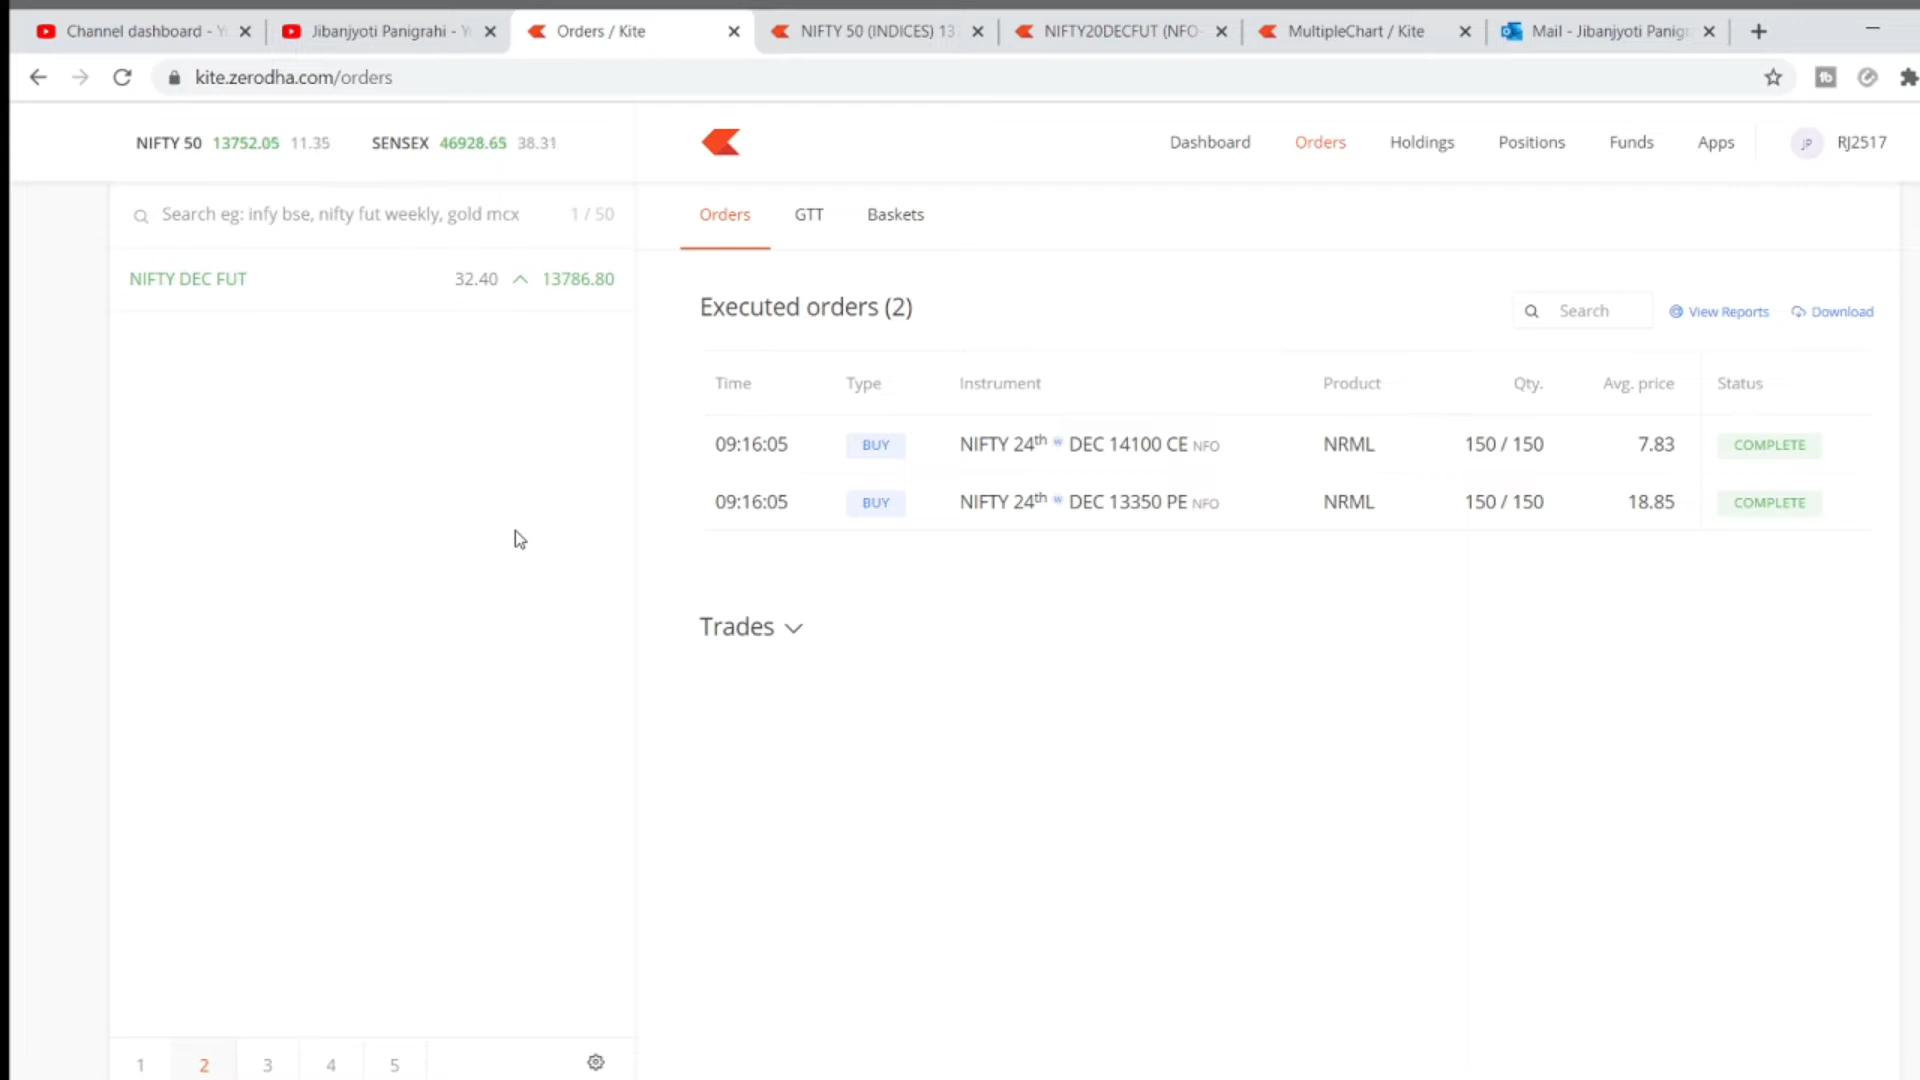 Channel dashboard - Jibanjyoti Panigrahi - Orders / Kite NIFTY 50 (INDICES) 13 NIFTY20DECFUT (NFO- MultipleChart / Kite Mail - Jibanjyoti Panig
kite.zerodha.com/orders
NIFTY 50 13752.05 11.35 SENSEX 46928.65 38.31 Dashboard Orders Holdings Positions Funds Apps JP RJ2517
Search eg: infy bse, nifty fut weekly, gold mcx 1 / 50 Orders GTT Baskets
NIFTY DEC FUT 32.40 13786.80
Executed orders (2) Search View Reports Download
Time Type Instrument Product Qty. Avg. price Status
09:16:05 BUY NIFTY 24th w DEC 14100 CE NFO NRML 150 / 150 7.83 COMPLETE
09:16:05 BUY NIFTY 24th w DEC 13350 PE NFO NRML 150 / 150 18.85 COMPLETE
Trades
1 2 3 4 5